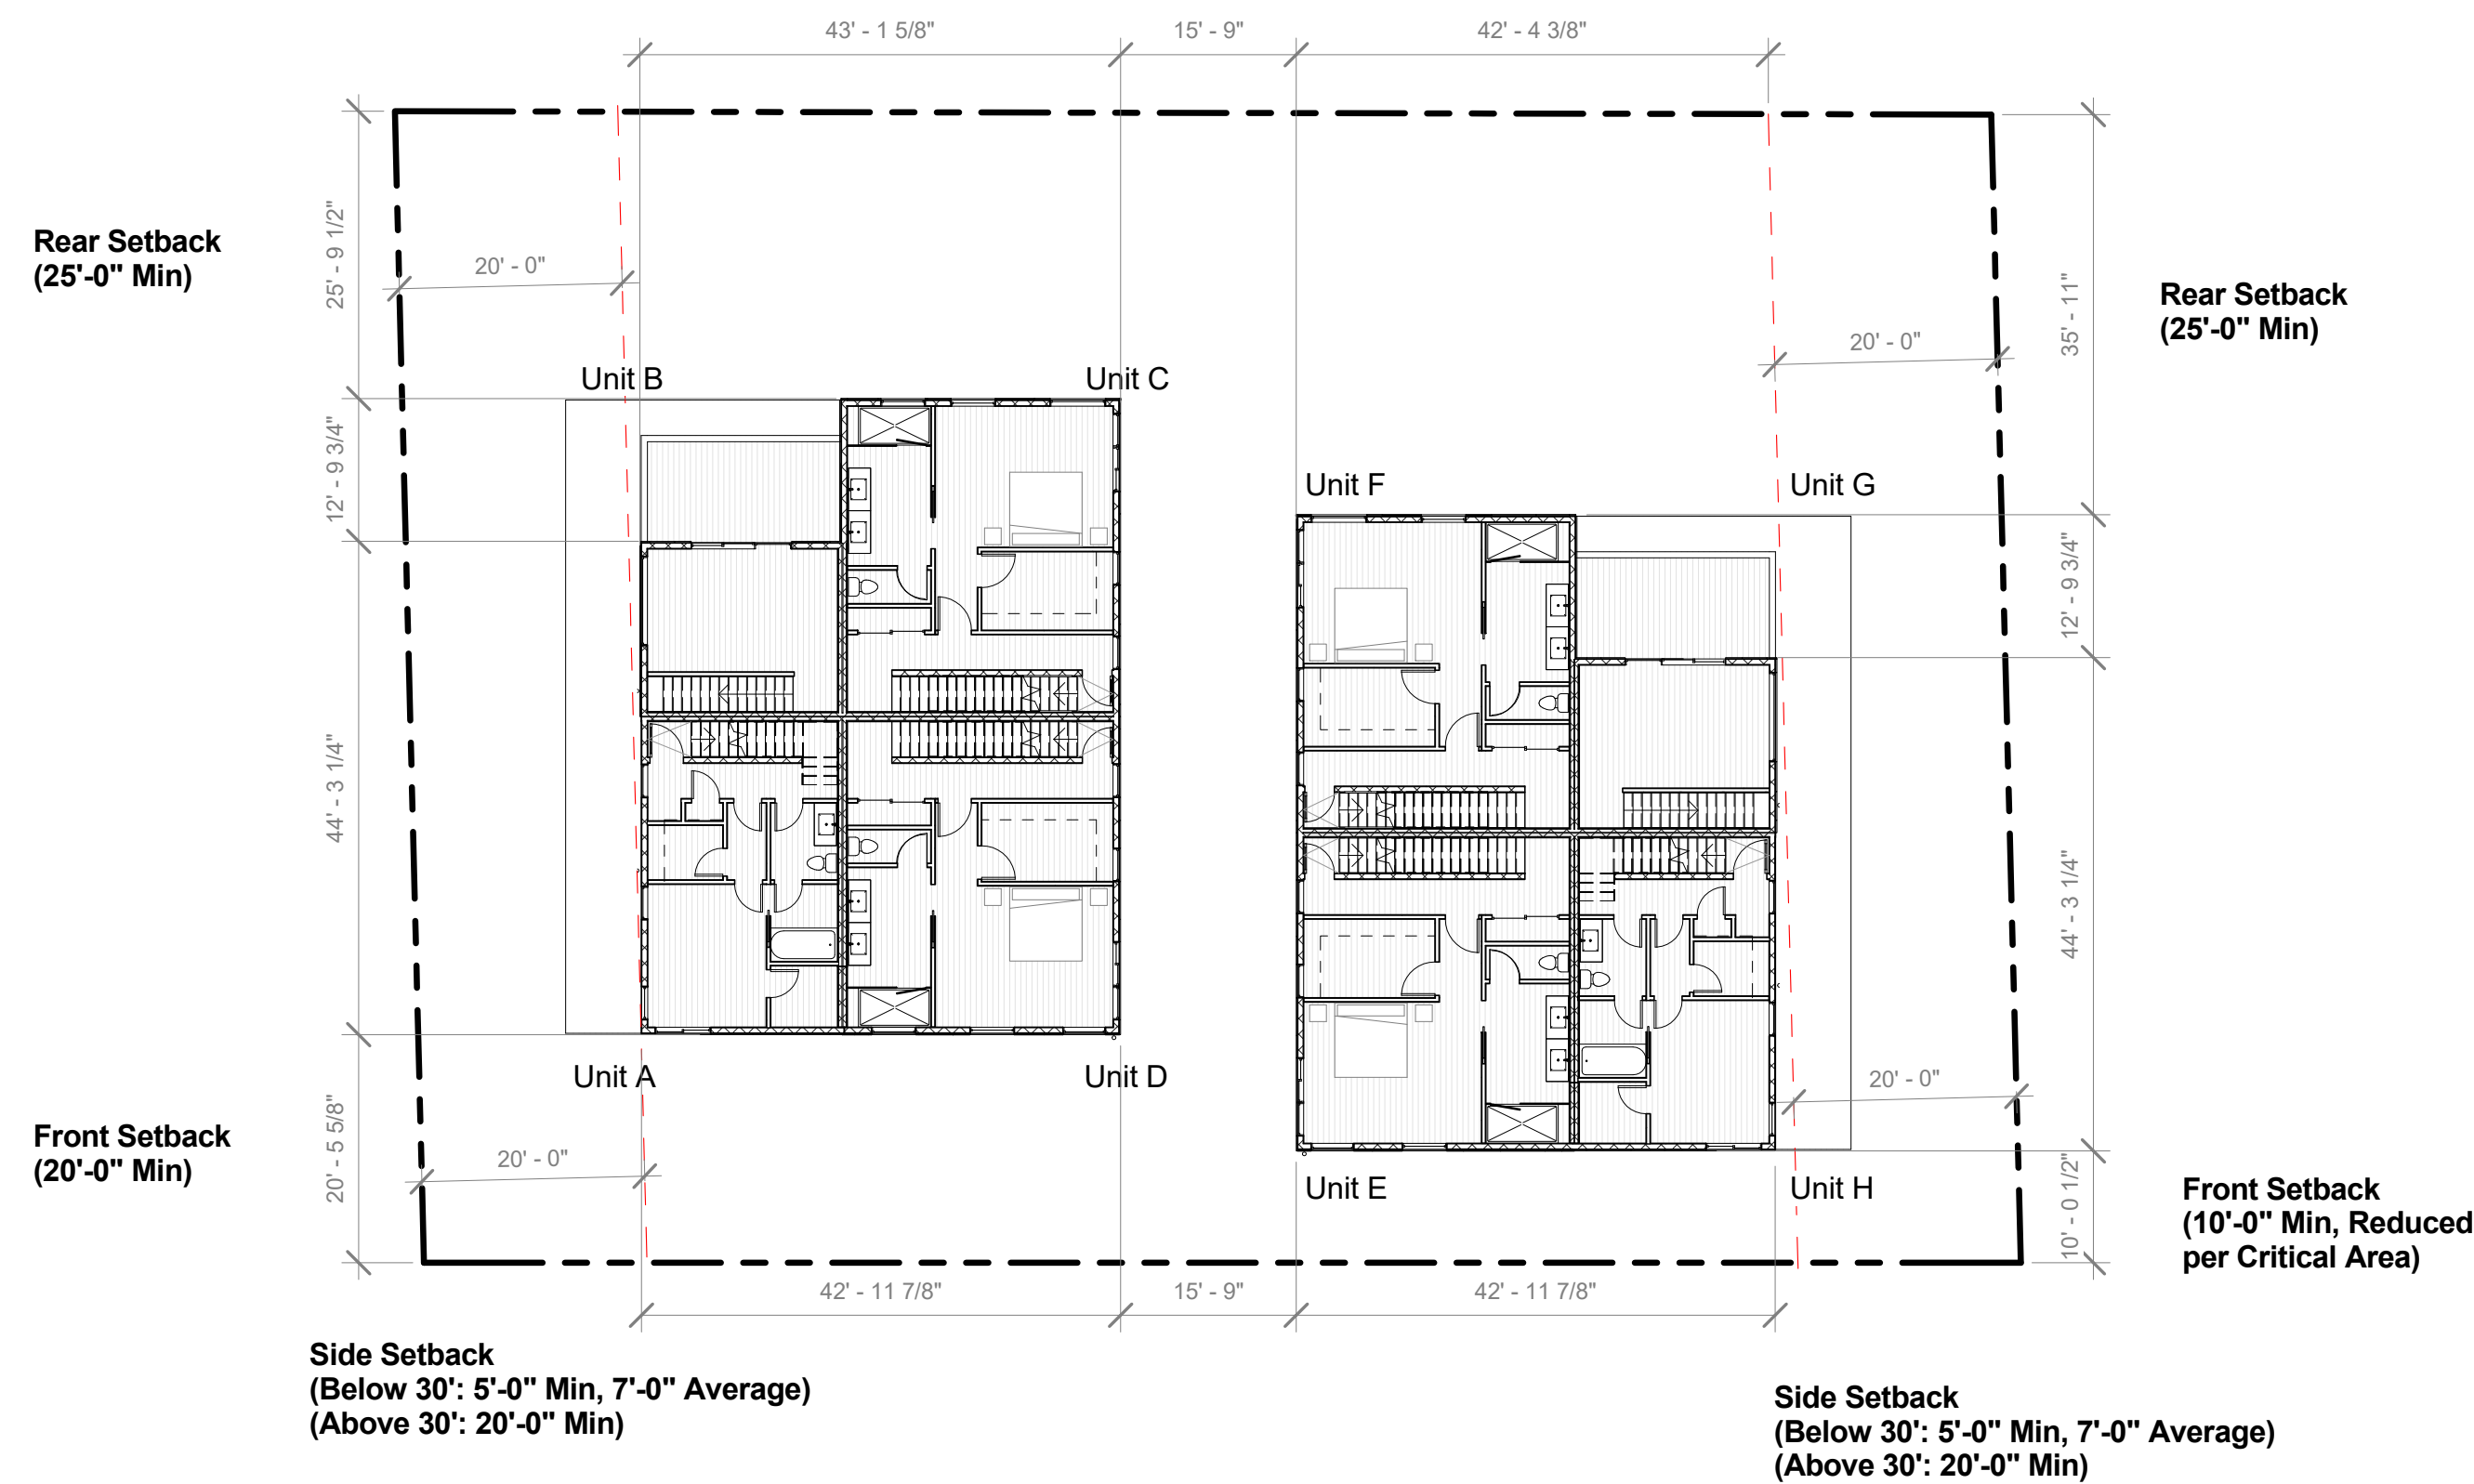 43' - 1 5/8"
15' - 9"
42' - 4 3/8"
25' - 9 1/2"
Rear Setback
(25'-0" Min)
20' - 0"
35' - 11"
Rear Setback
(25'-0" Min)
20' - 0"
Unit B
Unit C
12' - 9 3/4"
Unit F
Unit G
12' - 9 3/4"
44' - 3 1/4"
44' - 3 1/4"
Unit A
Unit D
20' - 0"
20' - 5 5/8"
Front Setback
(20'-0" Min)
20' - 0"
Unit E
Unit H
10' - 0 1/2"
Front Setback
(10'-0" Min, Reduced
per Critical Area)
42' - 11 7/8"
15' - 9"
42' - 11 7/8"
Side Setback
(Below 30': 5'-0" Min, 7'-0" Average)
(Above 30': 20'-0" Min)
Side Setback
(Below 30': 5'-0" Min, 7'-0" Average)
(Above 30': 20'-0" Min)